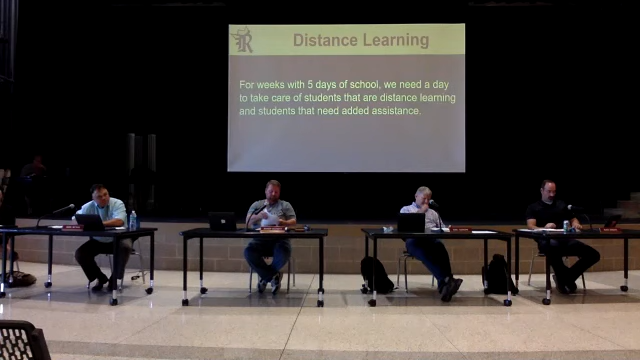 R
Distance Learning
For weeks with 5 days of school, we need a day
to take care of students that are distance learning
and students that need added assistance.